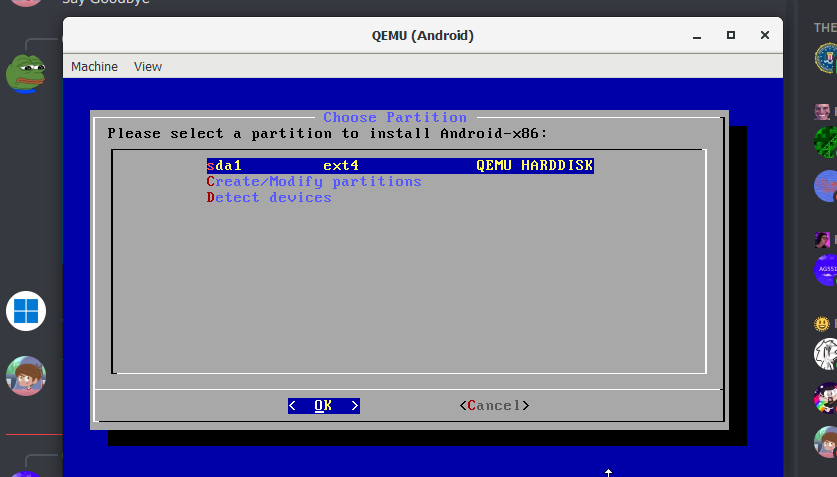 Say Goodbye
QEMU (Android)
THE
Machine View
Choose Partition
Please select a partition to install Android-x86:
sda1 ext4 QEMU HARDDISK
Create/Modify partitions
Detect devices
< OK > <Cancel>
AGS51